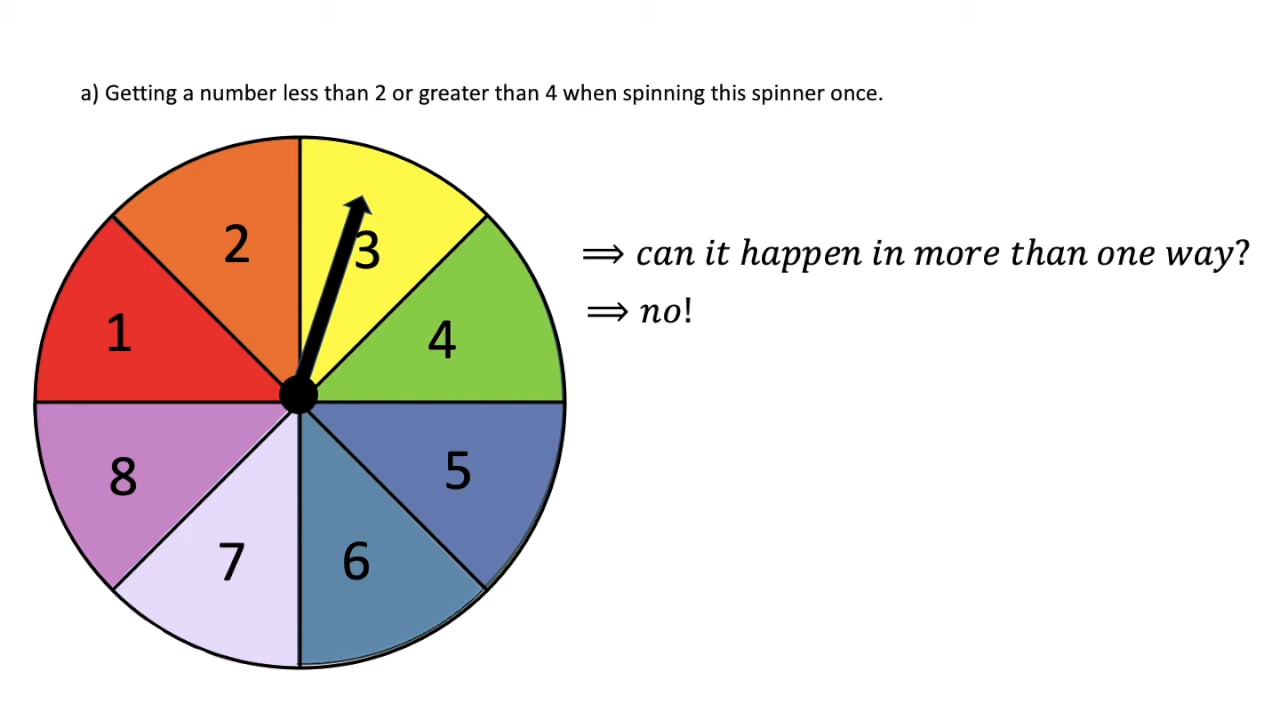 a) Getting a number less than 2 or greater than 4 when spinning this spinner once.
2
3
1
4
8
5
7
6
⟹ can it happen in more than one way?
⟹ no!